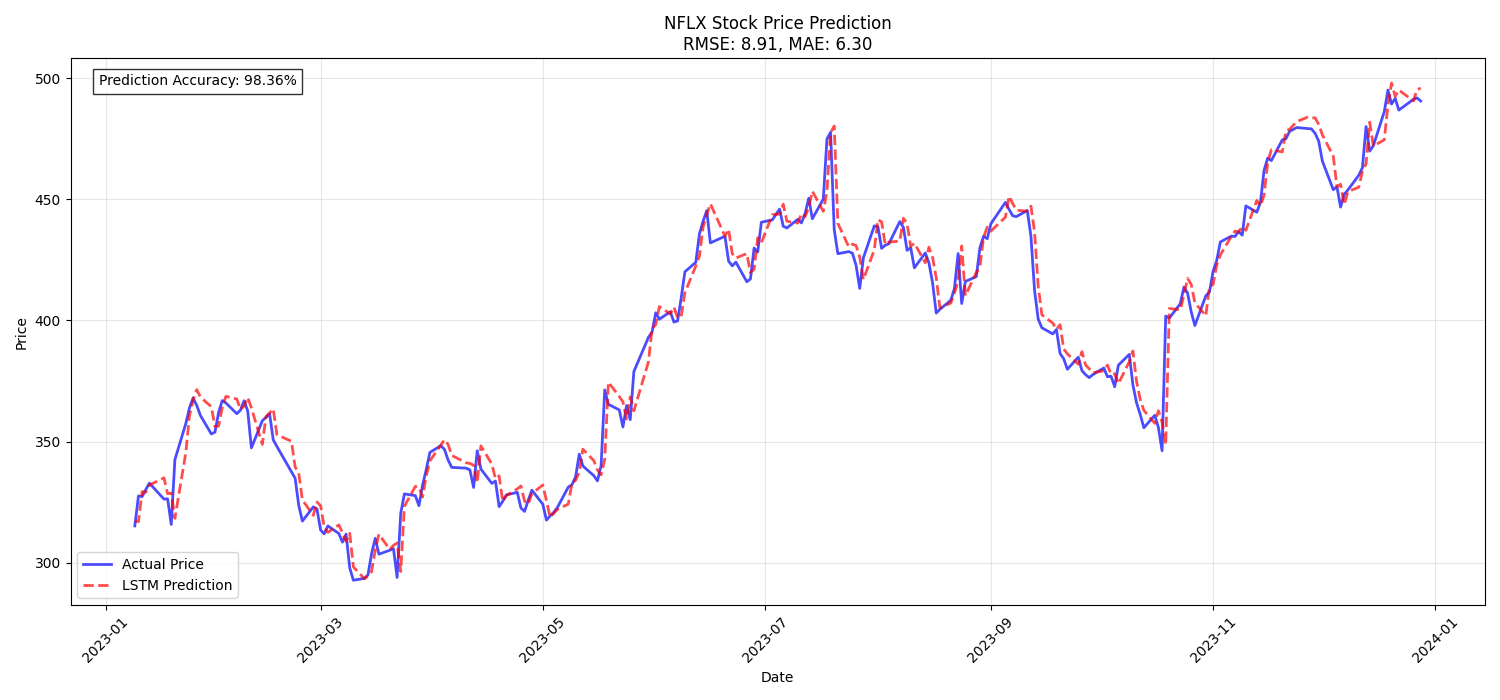 NFLX Stock Price Prediction
RMSE: 8.91, MAE: 6.30
Prediction Accuracy: 98.36%
500
450
400
350
300
Price
Actual Price
LSTM Prediction
2023-01
2023-03
2023-05
2023-07
2023-09
2023-11
2024-01
Date